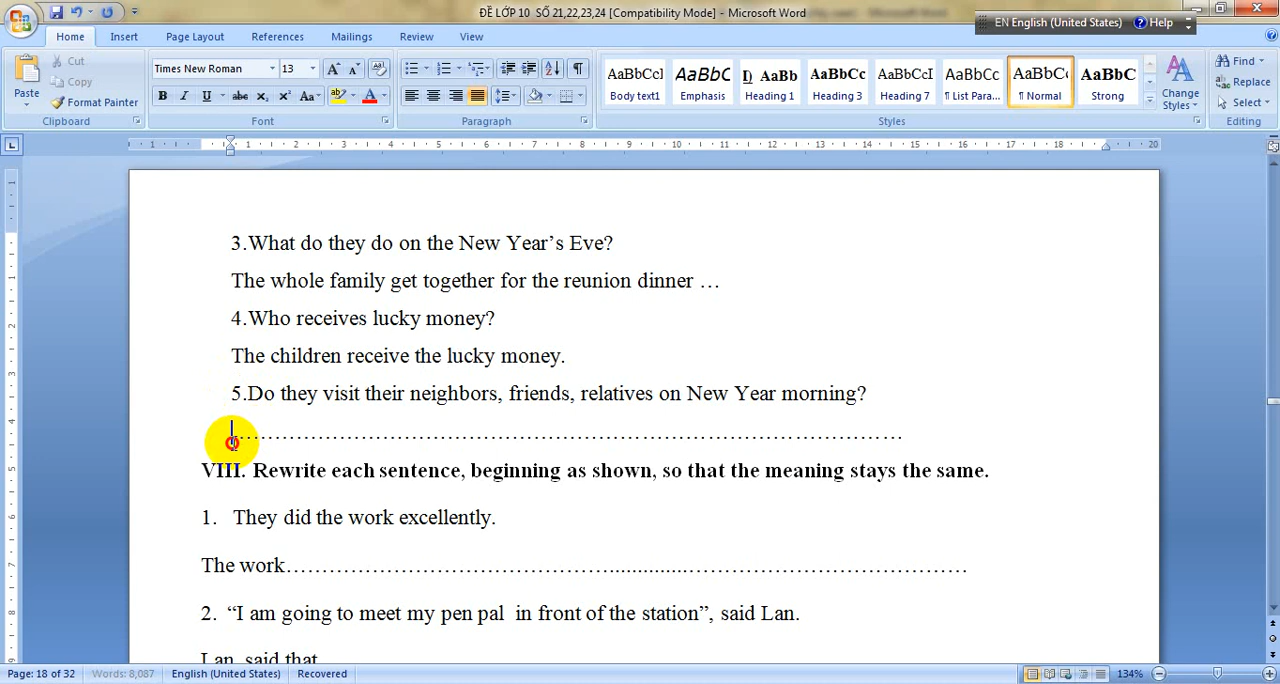 ĐỀ LỚP 10 SỐ 21,22,23,24 [Compatibility Mode] - Microsoft Word
EN English (United States) Help
Home Insert Page Layout References Mailings Review View
Paste
Cut
Copy
Format Painter
Clipboard
Times New Roman 13
Font
Paragraph
AaBbCcI AaBbC I) AaBb AaBbCc AaBbCcI AaBbCc AaBbC AaBbC
Body text1 Emphasis Heading 1 Heading 3 Heading 7 ¶ List Para... ¶ Normal Strong
Change Styles
Styles
Find
Replace
Select
Editing
3.What do they do on the New Year’s Eve?
The whole family get together for the reunion dinner …
4.Who receives lucky money?
The children receive the lucky money.
5.Do they visit their neighbors, friends, relatives on New Year morning?
…………………………………………………………………………………
VIII. Rewrite each sentence, beginning as shown, so that the meaning stays the same.
1. They did the work excellently.
The work………………………………………............…………………………………
2. “I am going to meet my pen pal in front of the station”, said Lan.
Lan said that
Page: 18 of 32 Words: 8,087 English (United States) Recovered 134%